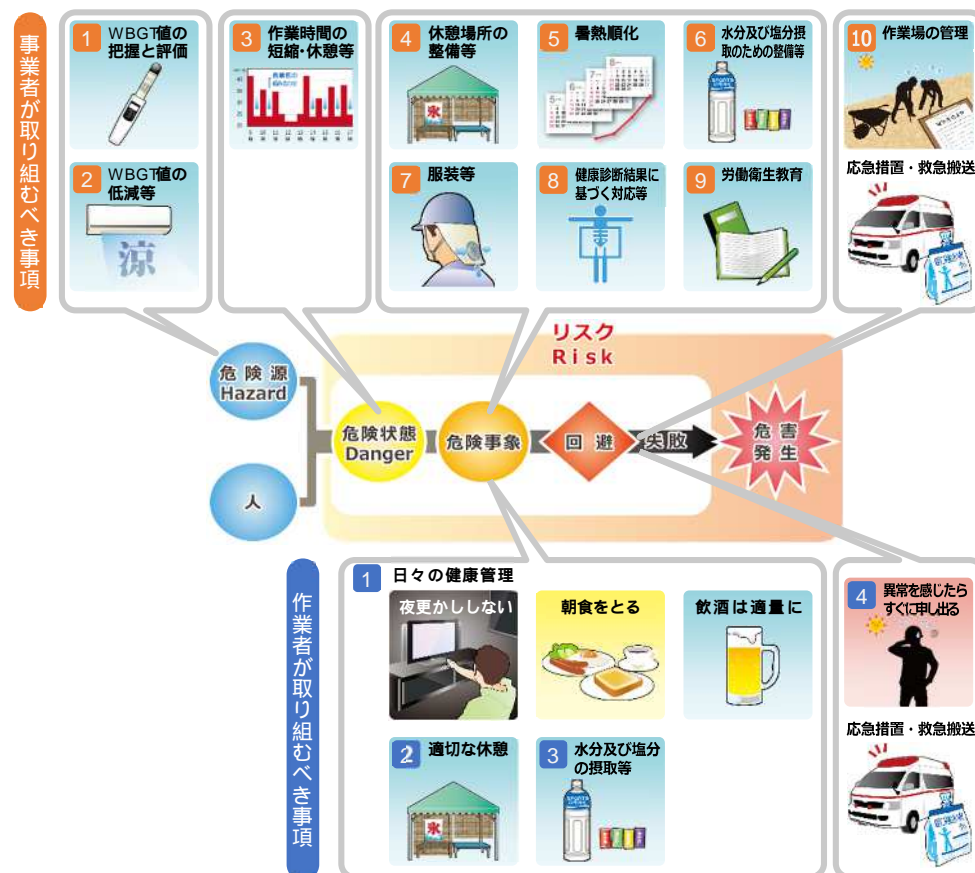 事業者が取り組むべき事項
1 WBGT値の
把握と評価
2 WBGT値の
低減等
涼
3 作業時間の
短縮・休憩等
4 休憩場所の
整備等
氷
5 暑熱順化
6 水分及び塩分摂
取のための整備等
7 服装等
8 健康診断結果に
基づく対応等
9 労働衛生教育
10 作業場の管理
応急措置・救急搬送
リスク
Risk
危険源
Hazard
人
危険状態
Danger
危険事象
回避
失敗
危害
発生
作業者が取り組むべき事項
1 日々の健康管理
夜更かししない
朝食をとる
飲酒は適量に
2 適切な休憩
氷
3 水分及び塩分
の摂取等
4 異常を感じたら
すぐに申し出る
応急措置・救急搬送